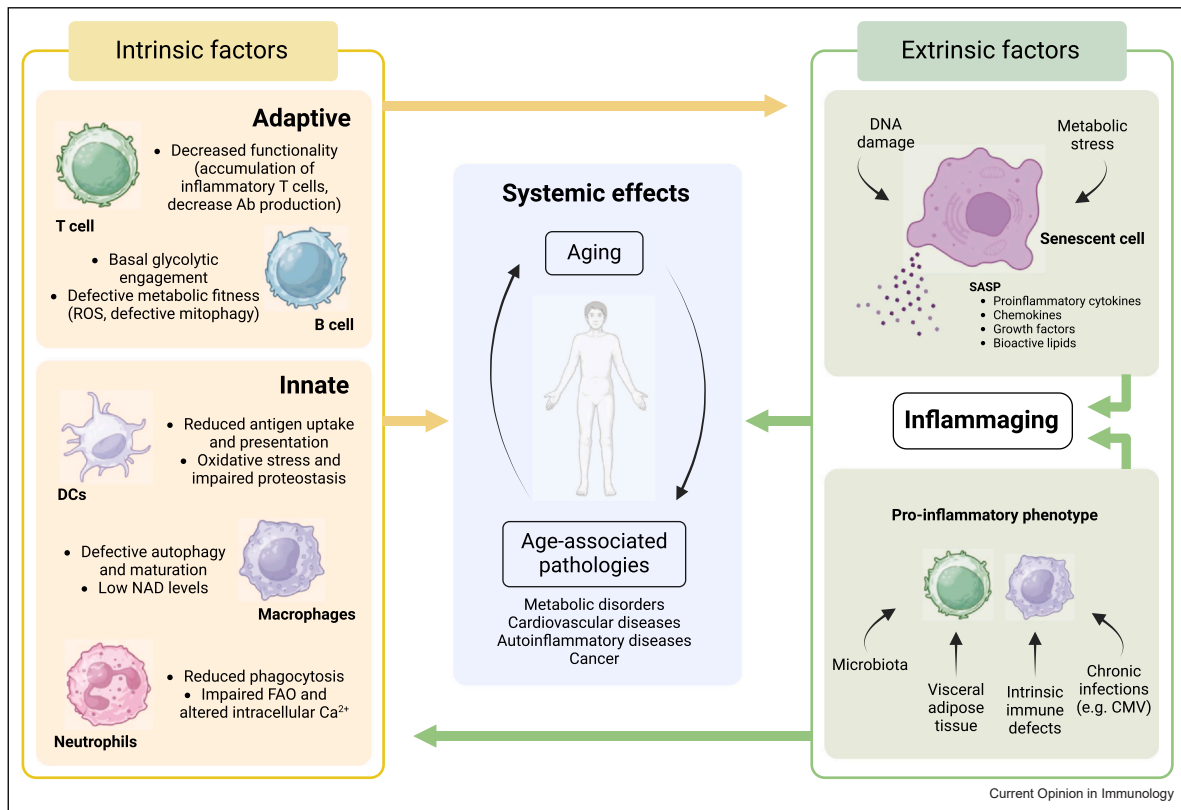 Intrinsic factors
Adaptive
• Decreased functionality
(accumulation of
inflammatory T cells,
decrease Ab production)
T cell
• Basal glycolytic
engagement
• Defective metabolic fitness
(ROS, defective mitophagy)
B cell
Innate
• Reduced antigen uptake
and presentation
• Oxidative stress and
impaired proteostasis
DCs
• Defective autophagy
and maturation
• Low NAD levels
Macrophages
• Reduced phagocytosis
• Impaired FAO and
altered intracellular Ca²⁺
Neutrophils
Systemic effects
Aging
Age-associated
pathologies
Metabolic disorders
Cardiovascular diseases
Autoinflammatory diseases
Cancer
Extrinsic factors
DNA
damage
Metabolic
stress
Senescent cell
SASP
• Proinflammatory cytokines
• Chemokines
• Growth factors
• Bioactive lipids
Inflammaging
Pro-inflammatory phenotype
Microbiota
Visceral
adipose
tissue
Intrinsic
immune
defects
Chronic
infections
(e.g. CMV)
Current Opinion in Immunology